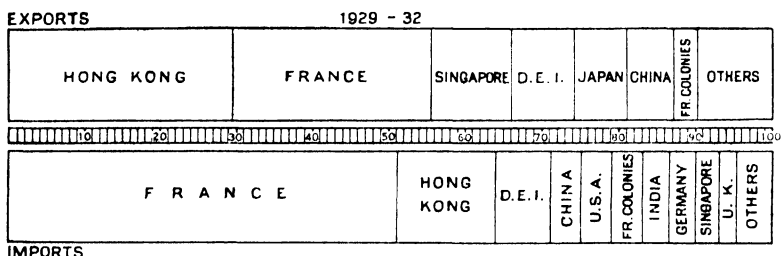 EXPORTS 1929 - 32
HONG KONG FRANCE SINGAPORE D.E.I. JAPAN CHINA FR.COLONIES OTHERS
10 20 30 40 50 60 70 80 90 100
FRANCE HONG KONG D.E.I. CHINA U.S.A. FR.COLONIES INDIA GERMANY SINGAPORE U.K. OTHERS
IMPORTS